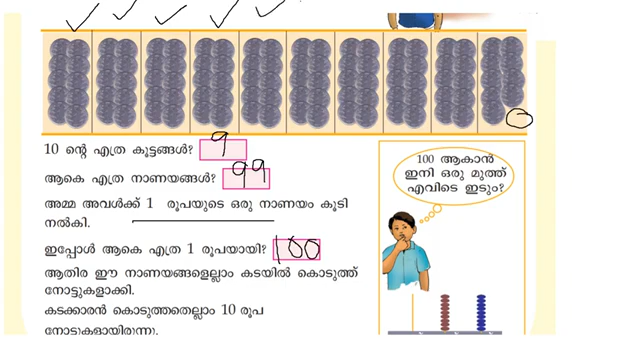 10 ന്റെ എത്ര കൂട്ടങ്ങൾ? 9
ആകെ എത്ര നാണയങ്ങൾ? 99
അമ്മ അവൾക്ക് 1 രൂപയുടെ ഒരു നാണയം കൂടി
നൽകി.
ഇപ്പോൾ ആകെ എത്ര 1 രൂപയായി? 100
ആതിര ഈ നാണയങ്ങളെല്ലാം കടയിൽ കൊടുത്ത്
നോട്ടുകളാക്കി.
കടക്കാരൻ കൊടുത്തതെല്ലാം 10 രൂപ
നോട്ടുകളായിരുന്നു.
100 ആകാൻ
ഇനി ഒരു മുത്ത്
എവിടെ ഇടും?